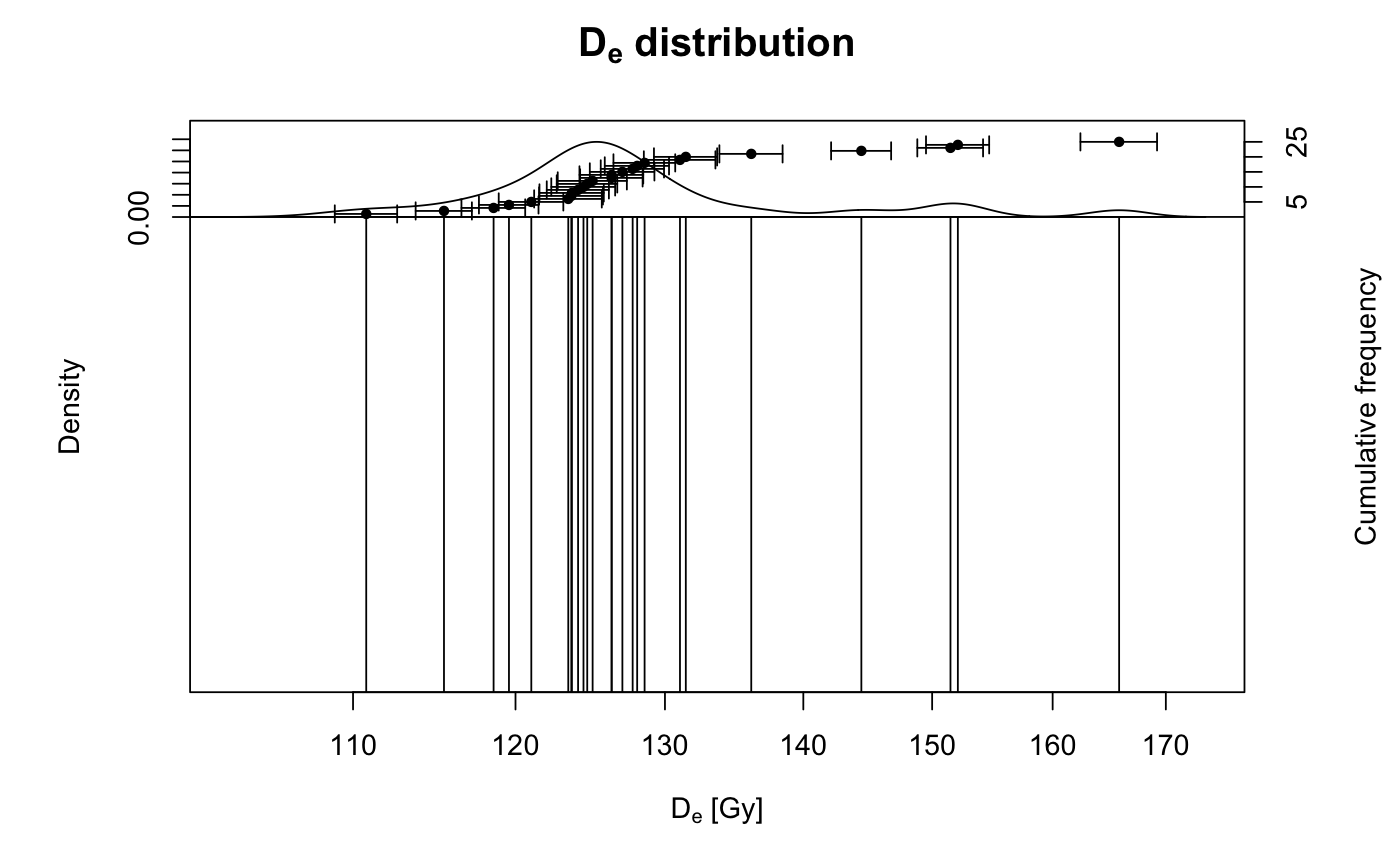 De distribution
25
5
0.00
Density
Cumulative frequency
110 120 130 140 150 160 170
De [Gy]